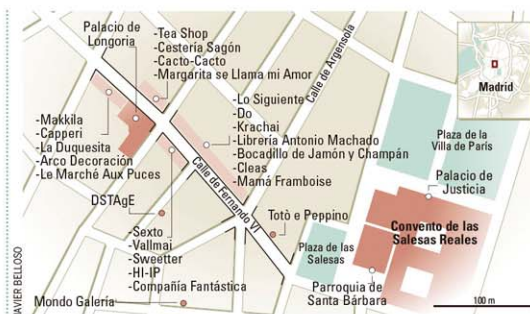 Palacio de
Longoria
-Tea Shop
-Cestería Sagón
-Cacto-Cacto
-Margarita se Llama mi Amor
Calle de Argensola
Madrid
-Makkila
-Capperi
-La Duquesita
-Arco Decoración
-Le Marché Aux Puces
-Lo Siguiente
-Do
-Krachai
-Librería Antonio Machado
-Bocadillo de Jamón y Champán
-Cleas
-Mamá Framboise
Plaza de la
Villa de París
Palacio de
Justicia
Calle de Fernando VI
DSTAgE
Totò e Peppino
Convento de las
Salesas Reales
-Sexto
-Vallmai
-Sweetter
-HI-IP
-Compañía Fantástica
Plaza de las
Salesas
Mondo Galería
Parroquia de
Santa Bárbara
100 m
JAVIER BELLOSO